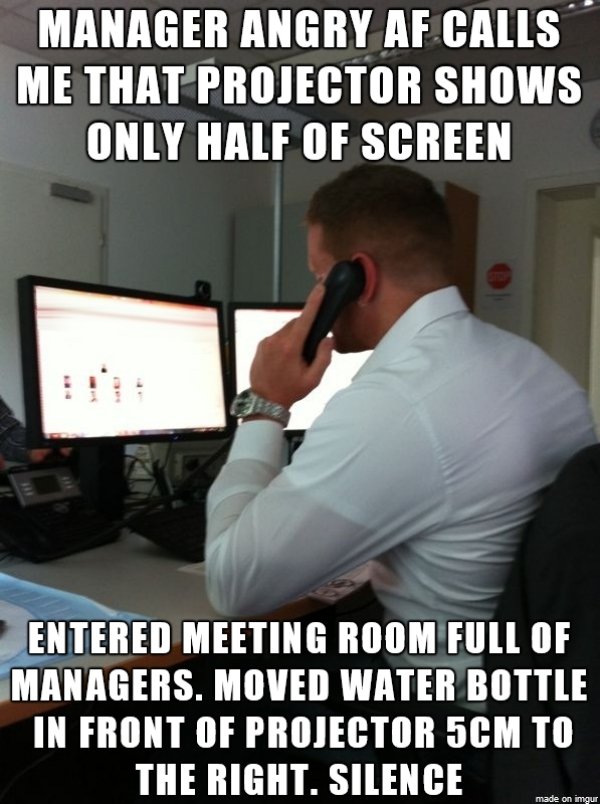 MANAGER ANGRY AF CALLS
ME THAT PROJECTOR SHOWS
ONLY HALF OF SCREEN
ENTERED MEETING ROOM FULL OF
MANAGERS. MOVED WATER BOTTLE
IN FRONT OF PROJECTOR 5CM TO
THE RIGHT. SILENCE
made on imgur